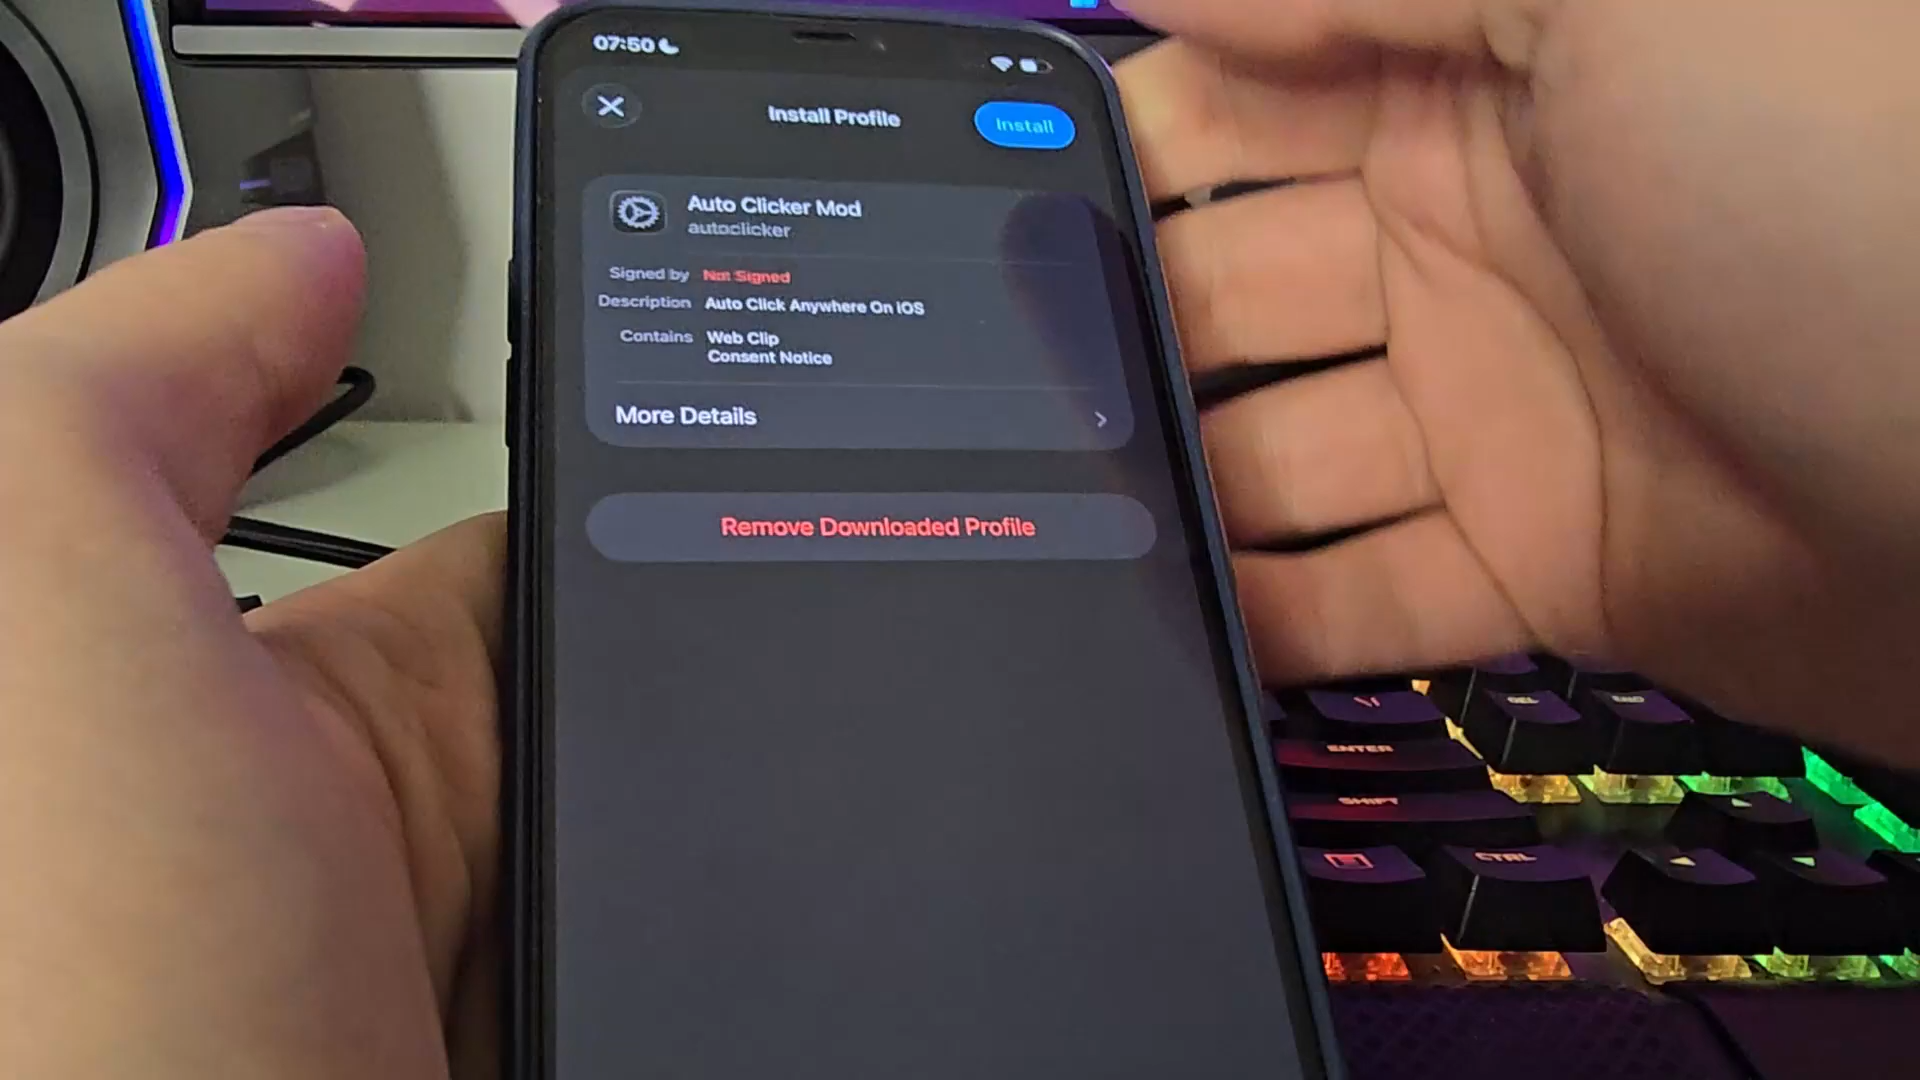 07:50
Install Profile
Install
Auto Clicker Mod
autoclicker
Signed by Not Signed
Description Auto Click Anywhere On iOS
Contains Web Clip
Consent Notice
More Details
Remove Downloaded Profile
DEL
END
ENTER
SHIFT
CTRL